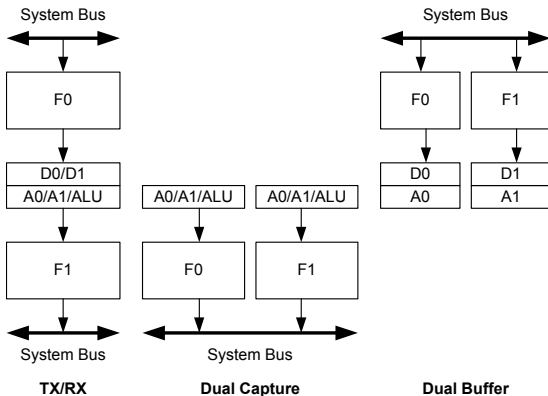 System Bus
System Bus
F0
F0
F1
D0/D1
D0
D1
A0/A1/ALU
A0/A1/ALU
A0/A1/ALU
A0
A1
F1
F0
F1
System Bus
System Bus
TX/RX
Dual Capture
Dual Buffer